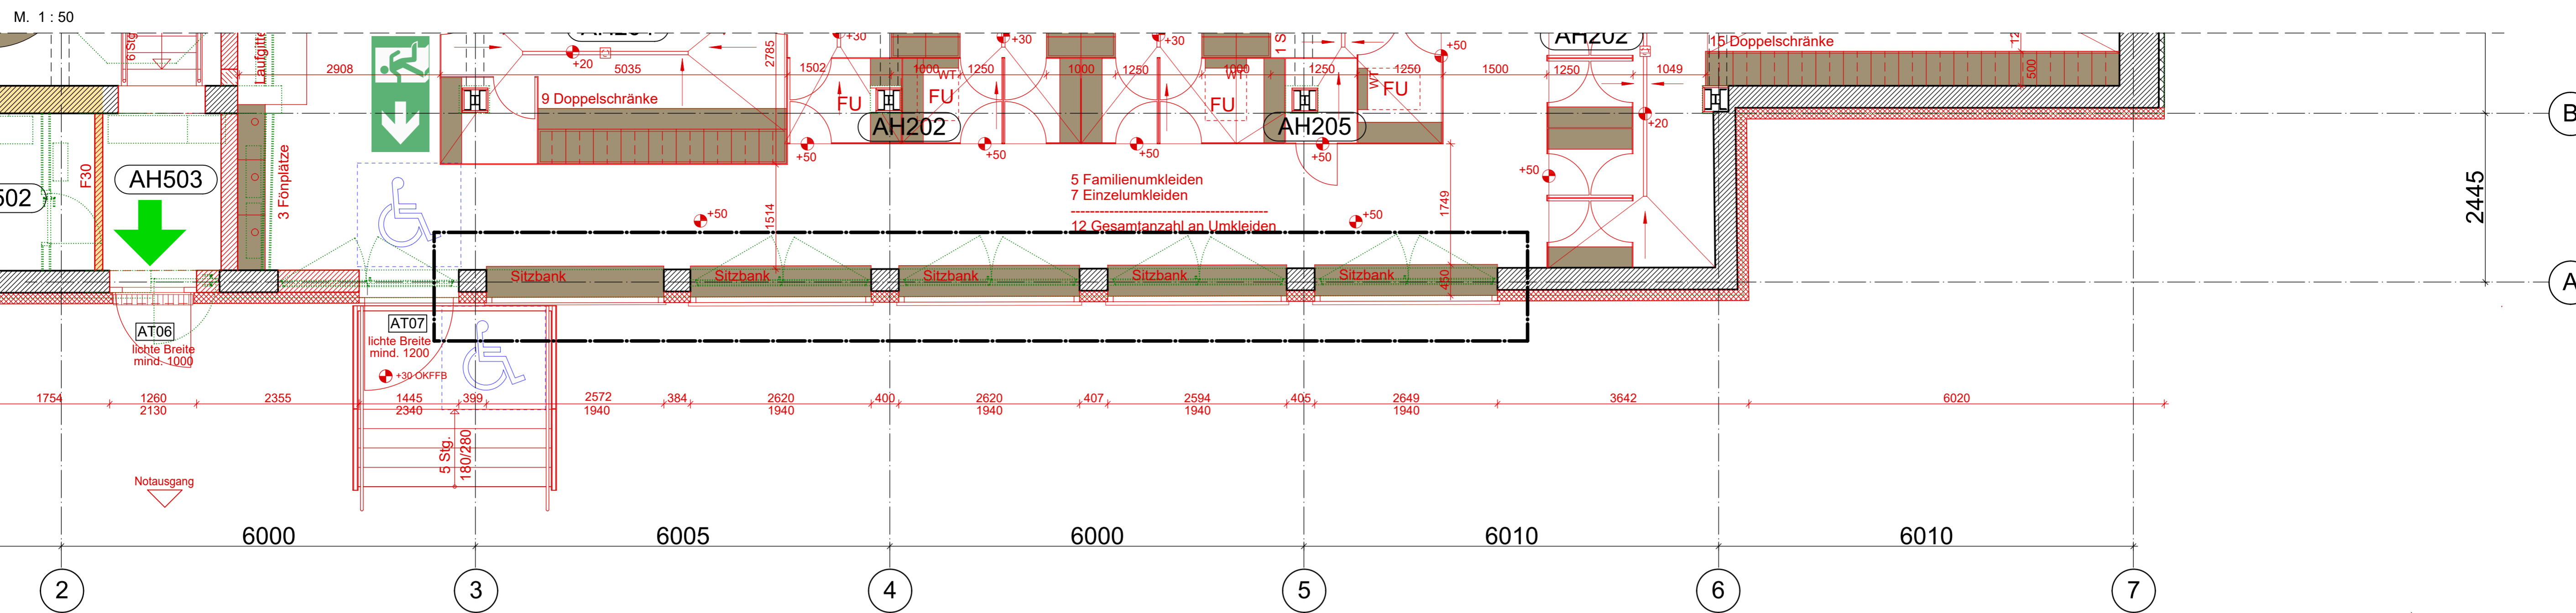 M. 1 : 50
6 Stg.
+20
+30
+30
+30
+50
AH202
15 Doppelschränke
2908
5035
2785
1502
1000
1250
1000
1250
1000
1250
1250
1500
1250
1049
500
WT
WT
WT
9 Doppelschränke
FU
FU
FU
FU
AH202
AH205
+20
B
F30
AH503
502
3 Fönplätze
+50
+50
+50
+50
+50
5 Familienumkleiden
7 Einzelumkleiden
12 Gesamtanzahl an Umkleiden
1514
1749
+50
+50
2445
Sitzbank
Sitzbank
Sitzbank
Sitzbank
Sitzbank
450
A
AT06
lichte Breite
mind. 1000
AT07
lichte Breite
mind. 1200
+30 OKFFB
1754
1260
2130
2355
1445
2340
399
2572
1940
384
2620
1940
400
2620
1940
407
2594
1940
405
2649
1940
3642
6020
5 Stg.
180/280
Notausgang
6000
6005
6000
6010
6010
2
3
4
5
6
7